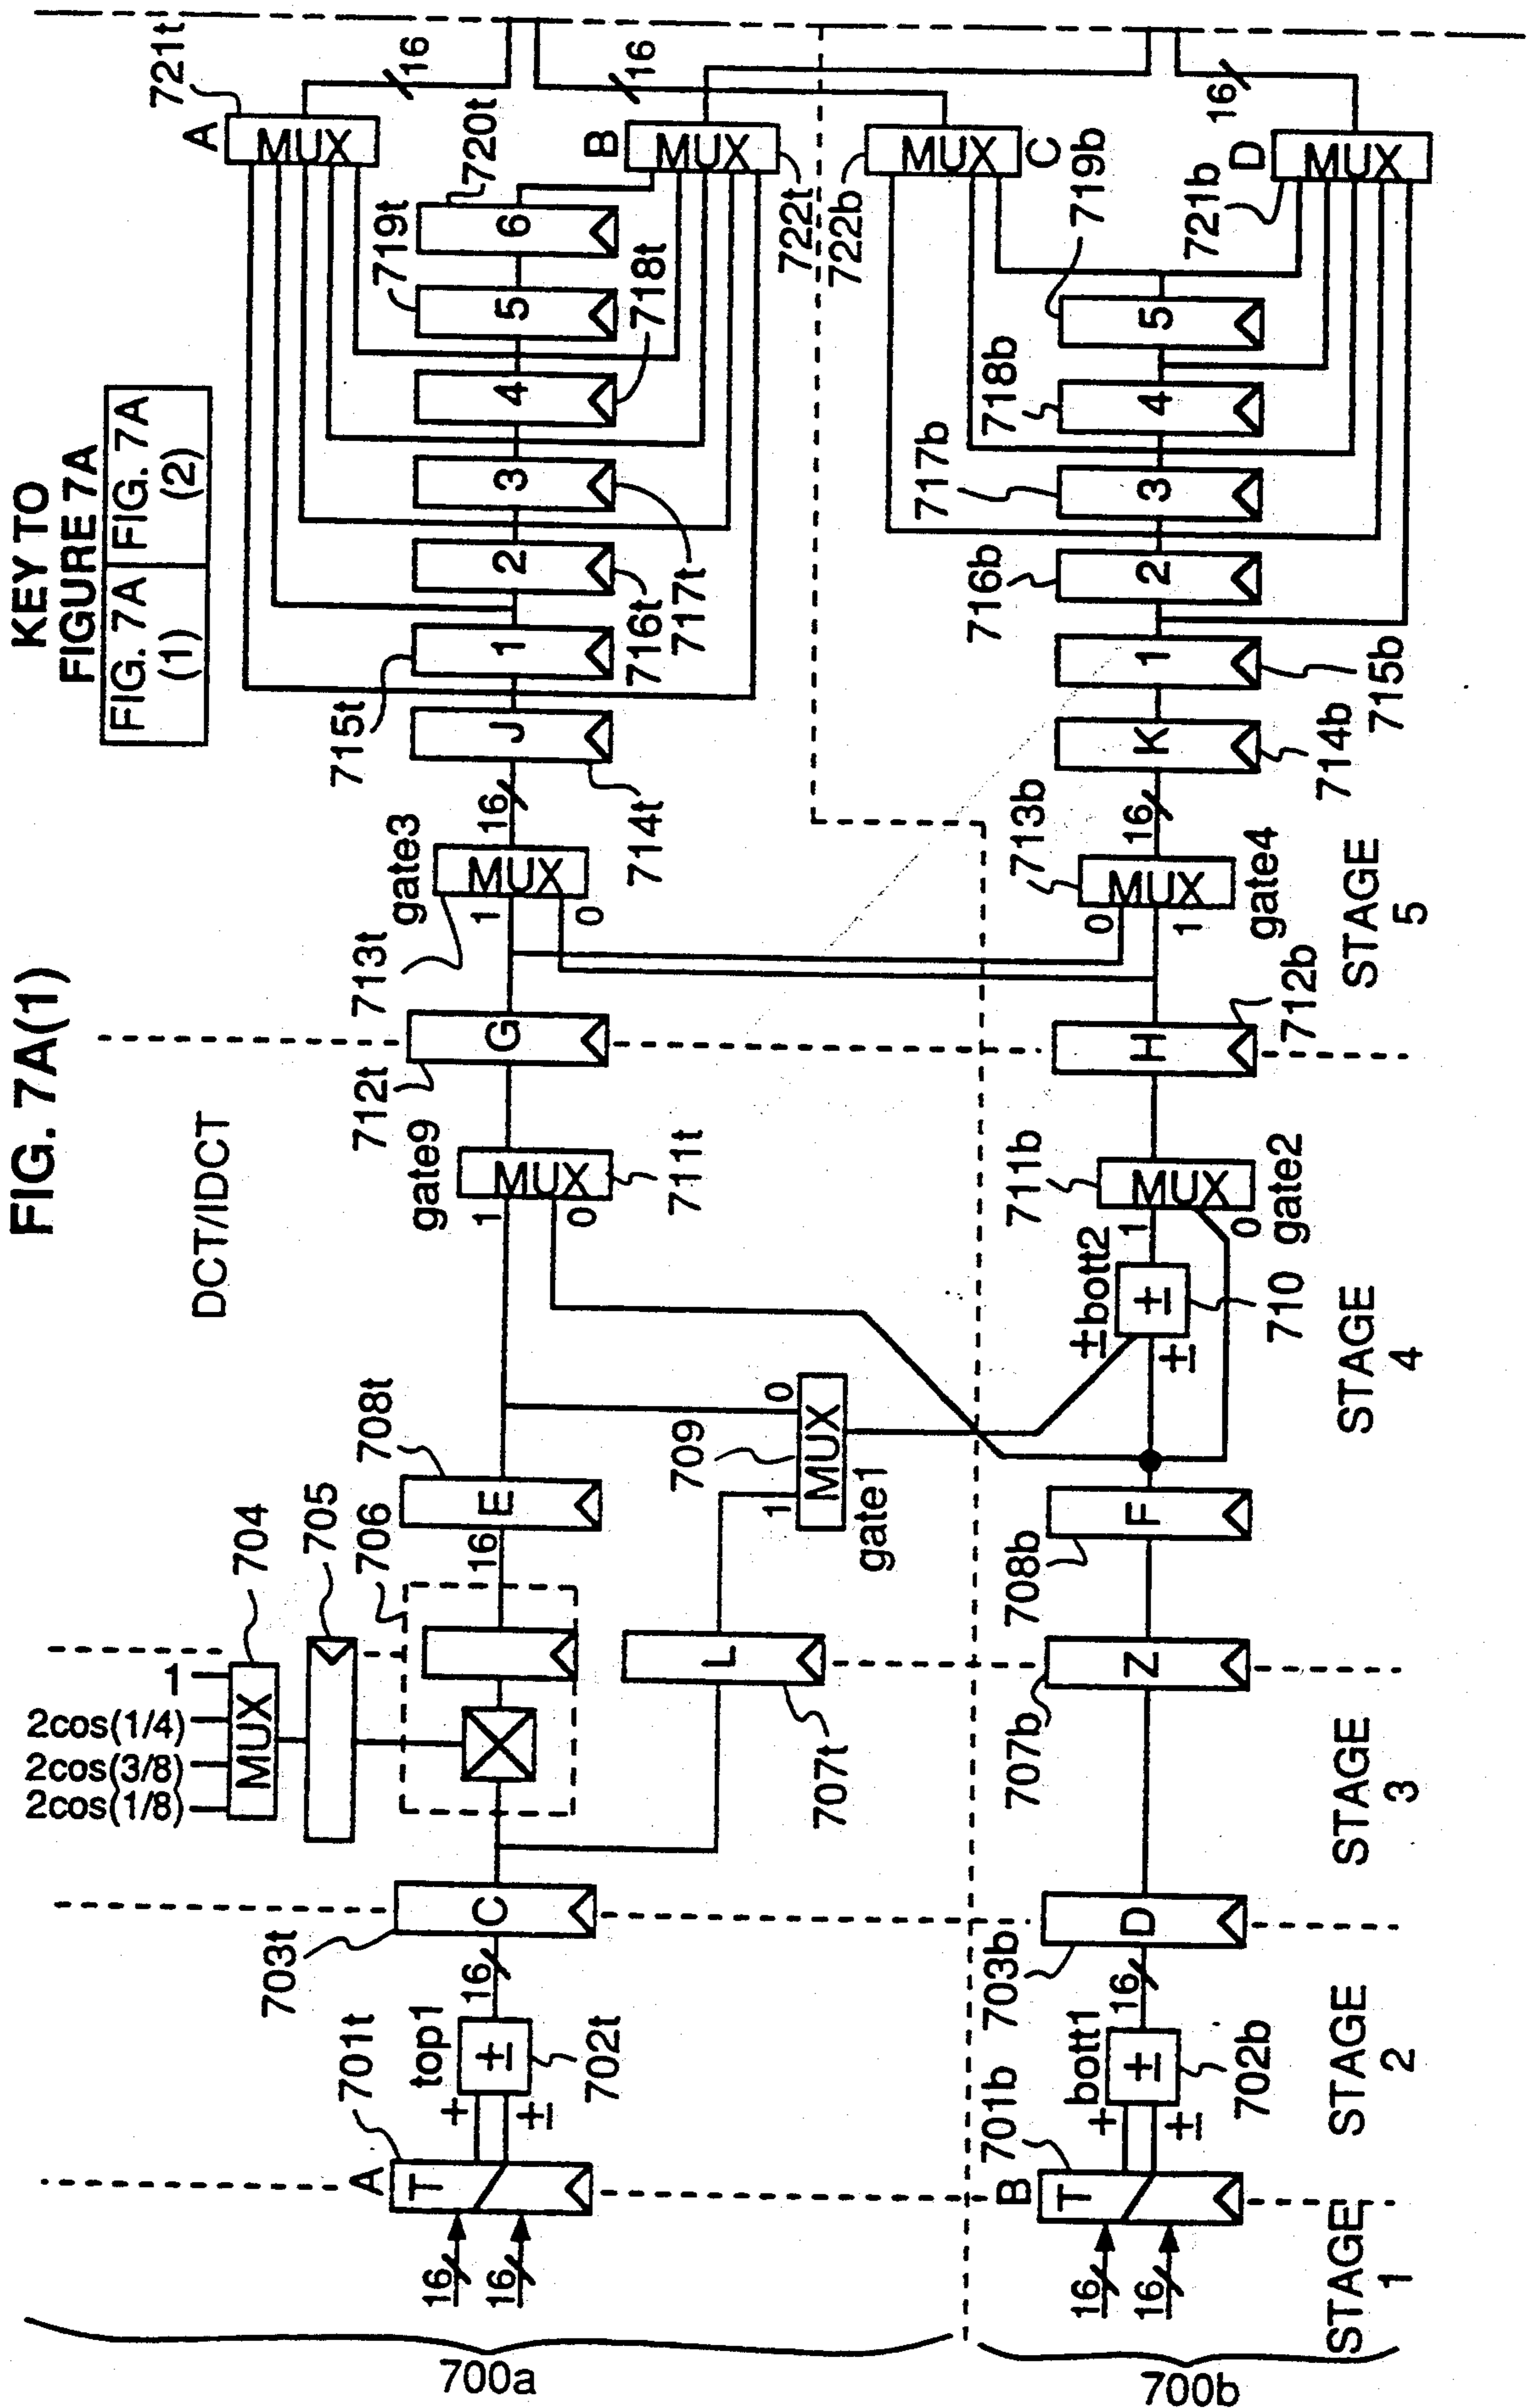 FIG. 7A(1)
KEY TO
FIGURE 7A
FIG. 7A
(1)
FIG. 7A
(2)
DCT/IDCT
700a
16
16
A
T
701t
top1
+
±
±
702t
16
703t
C
1
2cos(1/4)
2cos(3/8)
2cos(1/8)
MUX
704
705
706
L
707t
16
E
708t
1
0
MUX
709
gate1
gate9
1
0
MUX
711t
712t
G
713t
gate3
1
0
MUX
16
714t
J
715t
1
716t
2
717t
3
718t
4
719t
5
720t
6
721t
A
MUX
16
B
MUX
722t
16
700b
16
16
B
T
701b
bott1
+
±
±
702b
16
703b
D
707b
Z
708b
F
±bott2
±
±
710
711b
1
0
MUX
gate2
H
712b
713b
0
1
MUX
gate4
16
K
714b
1
715b
716b
2
717b
3
718b
4
719b
5
722b
MUX
C
721b
D
MUX
16
STAGE
1
STAGE
2
STAGE
3
STAGE
4
STAGE
5